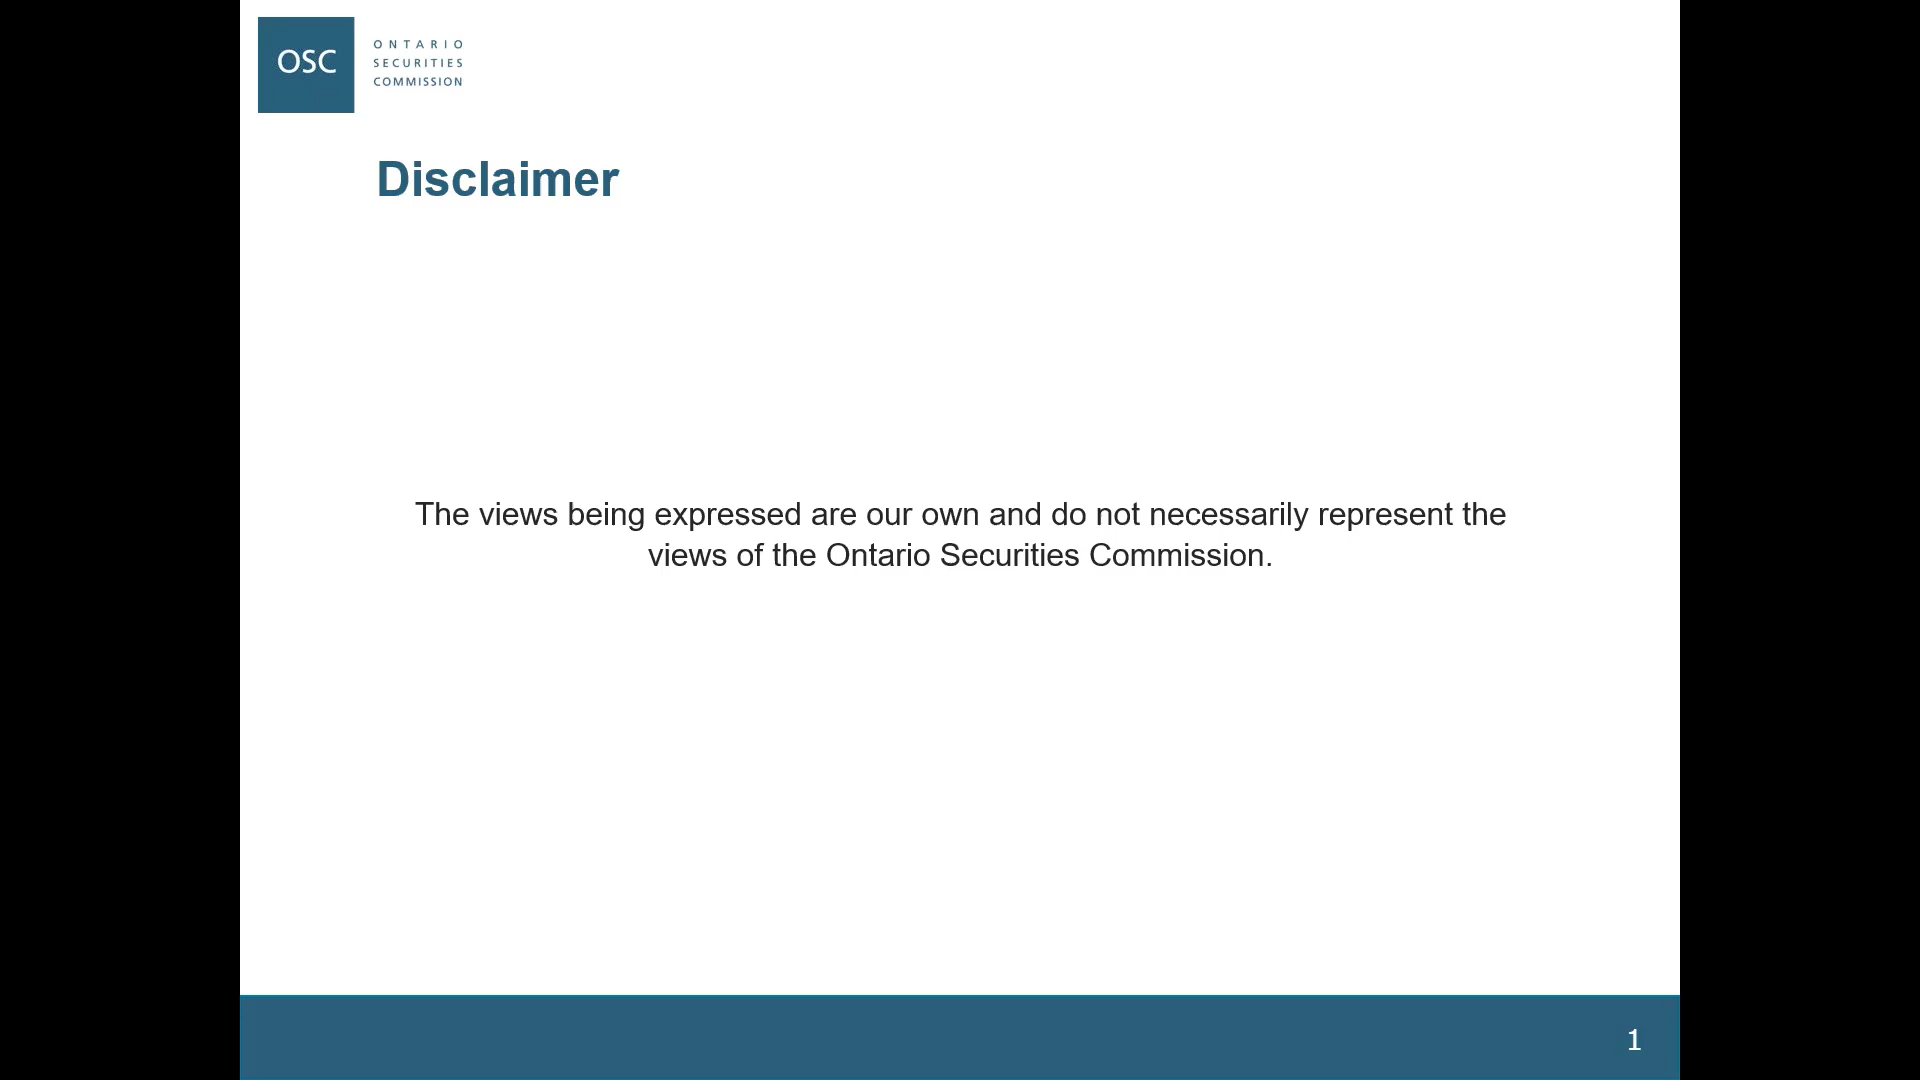 OSC
ONTARIO
SECURITIES
COMMISSION
Disclaimer
The views being expressed are our own and do not necessarily represent the
views of the Ontario Securities Commission.
1